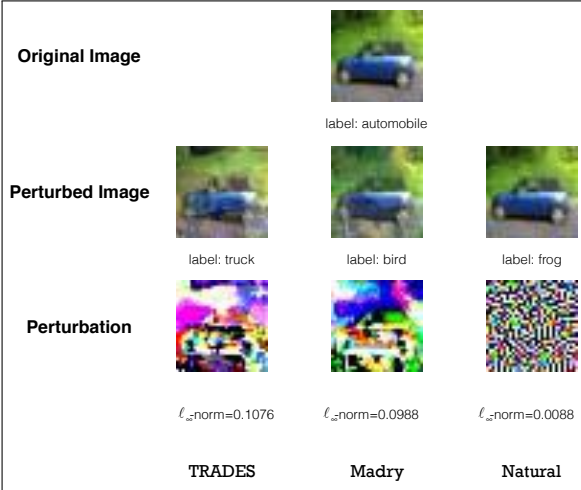 Original Image
label: automobile
Perturbed Image
label: truck label: bird label: frog
Perturbation
ℓ∞-norm=0.1076 ℓ∞-norm=0.0988 ℓ∞-norm=0.0088
TRADES Madry Natural